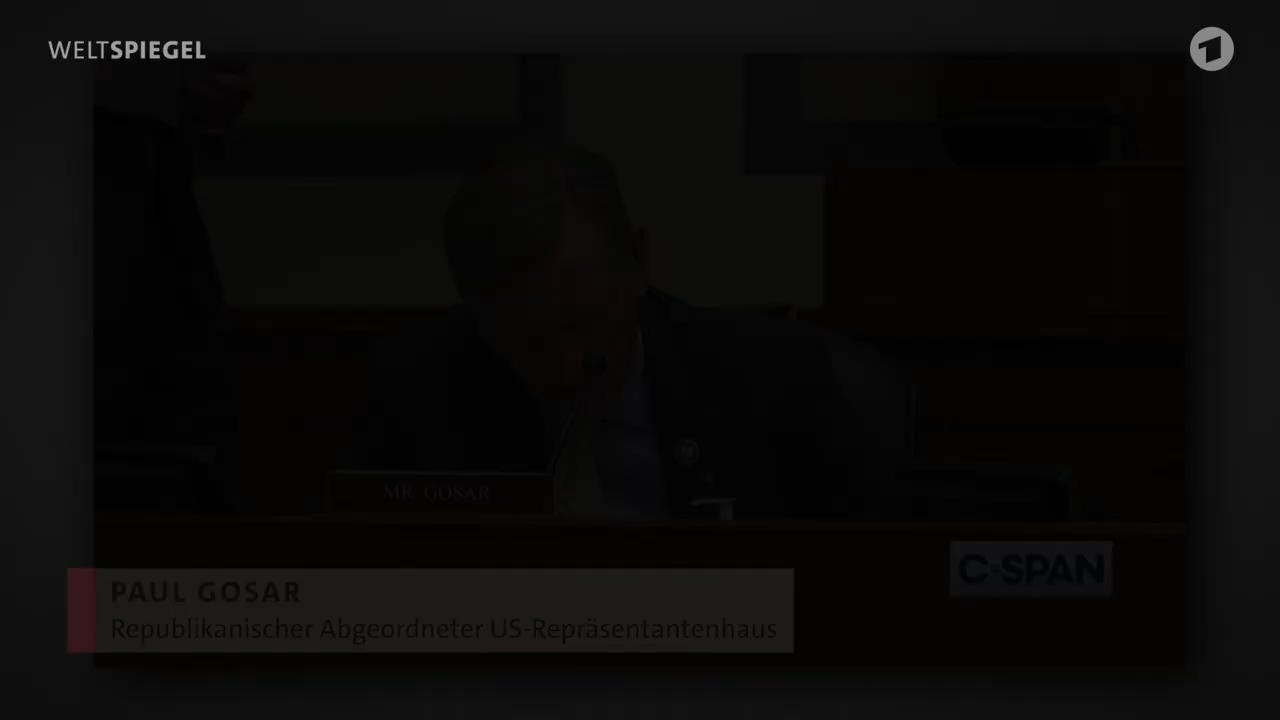 WELTSPIEGEL
MR. GOSAR
C-SPAN
PAUL GOSAR
Republikanischer Abgeordneter US-Repräsentantenhaus